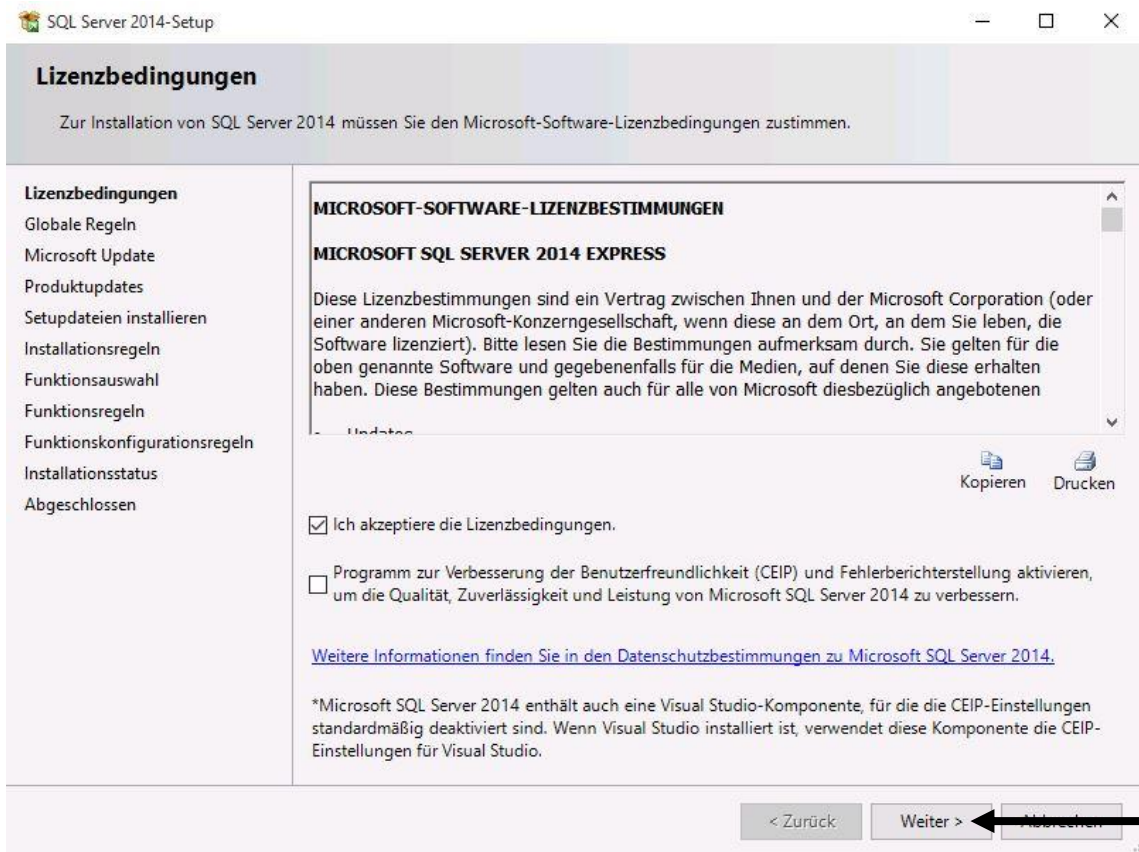 SQL Server 2014-Setup
Lizenzbedingungen
Zur Installation von SQL Server 2014 müssen Sie den Microsoft-Software-Lizenzbedingungen zustimmen.
Lizenzbedingungen
Globale Regeln
Microsoft Update
Produktupdates
Setupdateien installieren
Installationsregeln
Funktionsauswahl
Funktionsregeln
Funktionskonfigurationsregeln
Installationsstatus
Abgeschlossen
MICROSOFT-SOFTWARE-LIZENZBESTIMMUNGEN
MICROSOFT SQL SERVER 2014 EXPRESS
Diese Lizenzbestimmungen sind ein Vertrag zwischen Ihnen und der Microsoft Corporation (oder
einer anderen Microsoft-Konzerngesellschaft, wenn diese an dem Ort, an dem Sie leben, die
Software lizenziert). Bitte lesen Sie die Bestimmungen aufmerksam durch. Sie gelten für die
oben genannte Software und gegebenenfalls für die Medien, auf denen Sie diese erhalten
haben. Diese Bestimmungen gelten auch für alle von Microsoft diesbezüglich angebotenen
• Updates
Kopieren Drucken
Ich akzeptiere die Lizenzbedingungen.
Programm zur Verbesserung der Benutzerfreundlichkeit (CEIP) und Fehlerberichterstellung aktivieren,
um die Qualität, Zuverlässigkeit und Leistung von Microsoft SQL Server 2014 zu verbessern.
Weitere Informationen finden Sie in den Datenschutzbestimmungen zu Microsoft SQL Server 2014.
*Microsoft SQL Server 2014 enthält auch eine Visual Studio-Komponente, für die die CEIP-Einstellungen
standardmäßig deaktiviert sind. Wenn Visual Studio installiert ist, verwendet diese Komponente die CEIP-
Einstellungen für Visual Studio.
< Zurück Weiter > Abbrechen